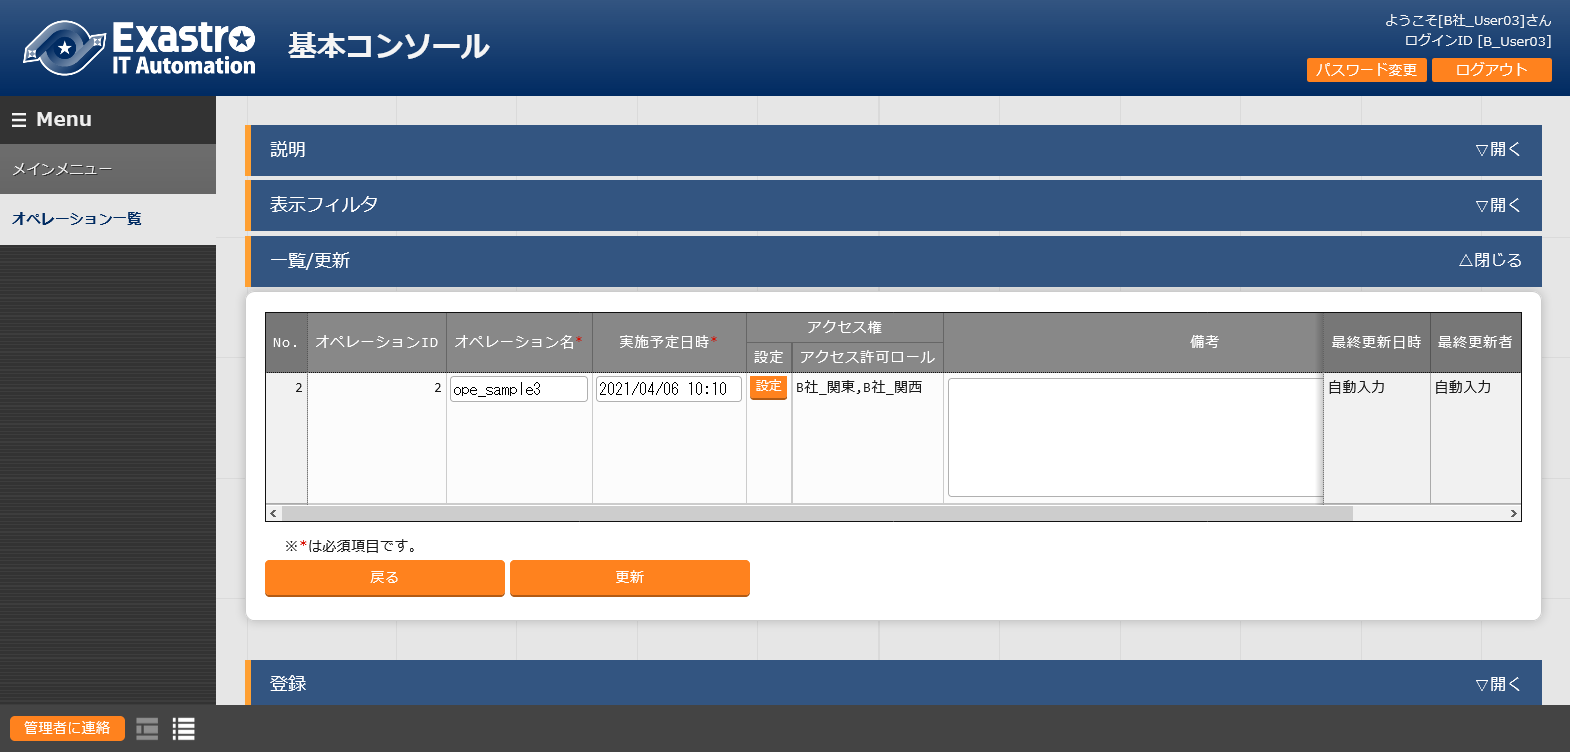 Exastro
IT Automation
基本コンソール
ようこそ[B社_User03]さん
ログインID [B_User03]
パスワード変更
ログアウト
Menu
メインメニュー
オペレーション一覧
説明
▽開く
表示フィルタ
▽開く
一覧/更新
△閉じる
No.
オペレーションID
オペレーション名*
実施予定日時*
アクセス権
設定
アクセス許可ロール
備考
最終更新日時
最終更新者
2
2
ope_sample3
2021/04/06 10:10
設定
B社_関東,B社_関西
自動入力
自動入力
※*は必須項目です。
戻る
更新
登録
▽開く
管理者に連絡